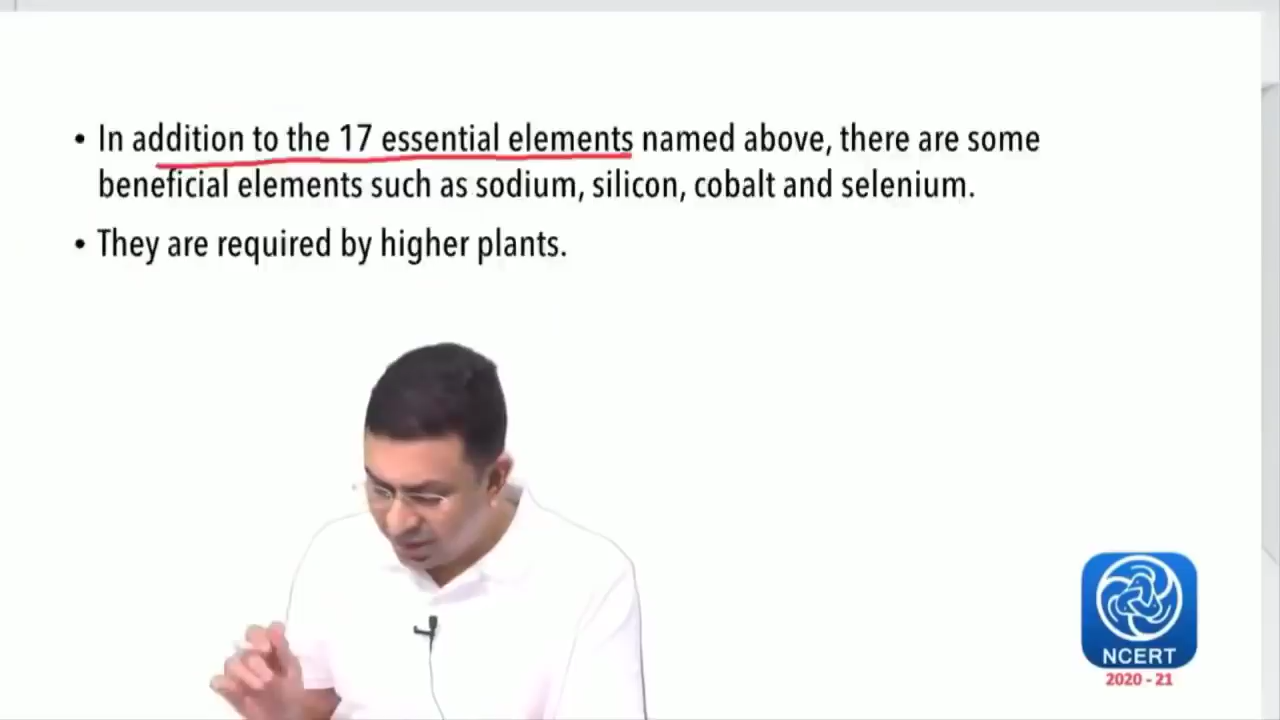 • In addition to the 17 essential elements named above, there are some
beneficial elements such as sodium, silicon, cobalt and selenium.
• They are required by higher plants.
NCERT
2020 - 21